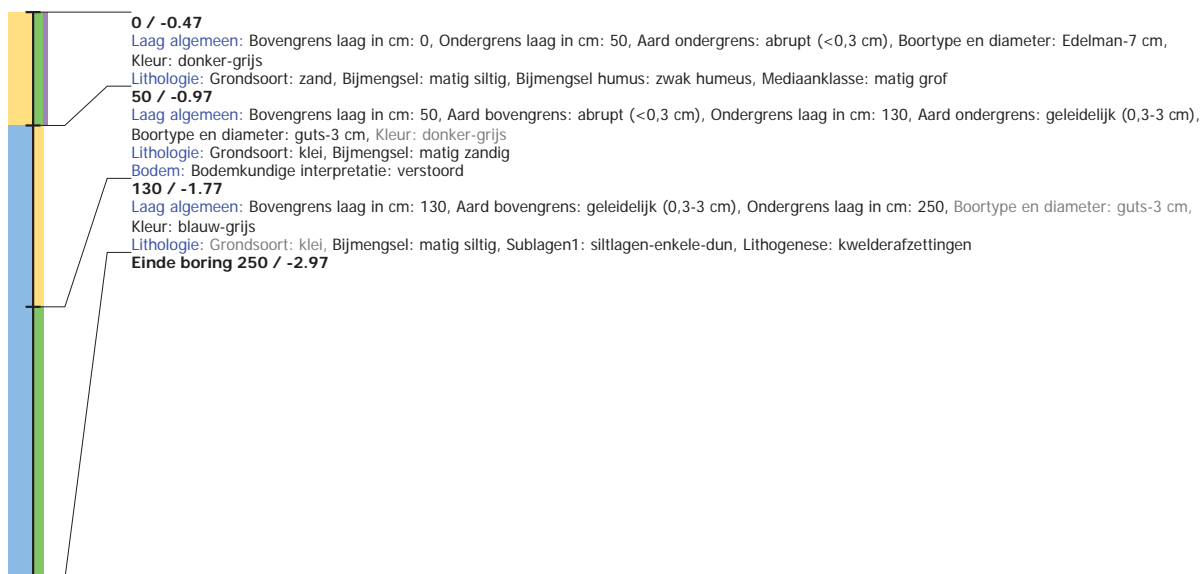 0 / -0.47
Laag algemeen: Bovengrens laag in cm: 0, Ondergrens laag in cm: 50, Aard ondergrens: abrupt (<0,3 cm), Boortype en diameter: Edelman-7 cm,
Kleur: donker-grijs
Lithologie: Grondsoort: zand, Bijmengsel: matig siltig, Bijmengsel humus: zwak humeus, Mediaanklasse: matig grof
50 / -0.97
Laag algemeen: Bovengrens laag in cm: 50, Aard bovengrens: abrupt (<0,3 cm), Ondergrens laag in cm: 130, Aard ondergrens: geleidelijk (0,3-3 cm),
Boortype en diameter: guts-3 cm, Kleur: donker-grijs
Lithologie: Grondsoort: klei, Bijmengsel: matig zandig
Bodem: Bodemkundige interpretatie: verstoord
130 / -1.77
Laag algemeen: Bovengrens laag in cm: 130, Aard bovengrens: geleidelijk (0,3-3 cm), Ondergrens laag in cm: 250, Boortype en diameter: guts-3 cm,
Kleur: blauw-grijs
Lithologie: Grondsoort: klei, Bijmengsel: matig siltig, Sublagen1: siltlagen-enkele-dun, Lithogenese: kwelderafzettingen
Einde boring 250 / -2.97